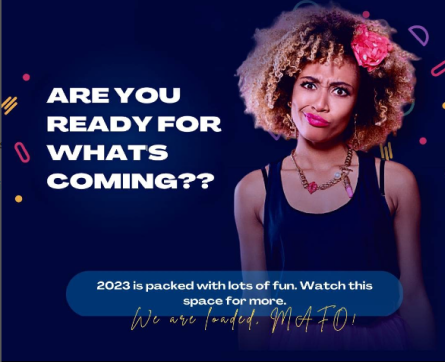 ARE YOU
READY FOR
WHAT'S
COMING??
2023 is packed with lots of fun. Watch this
space for more.
We are loaded, MAFO!